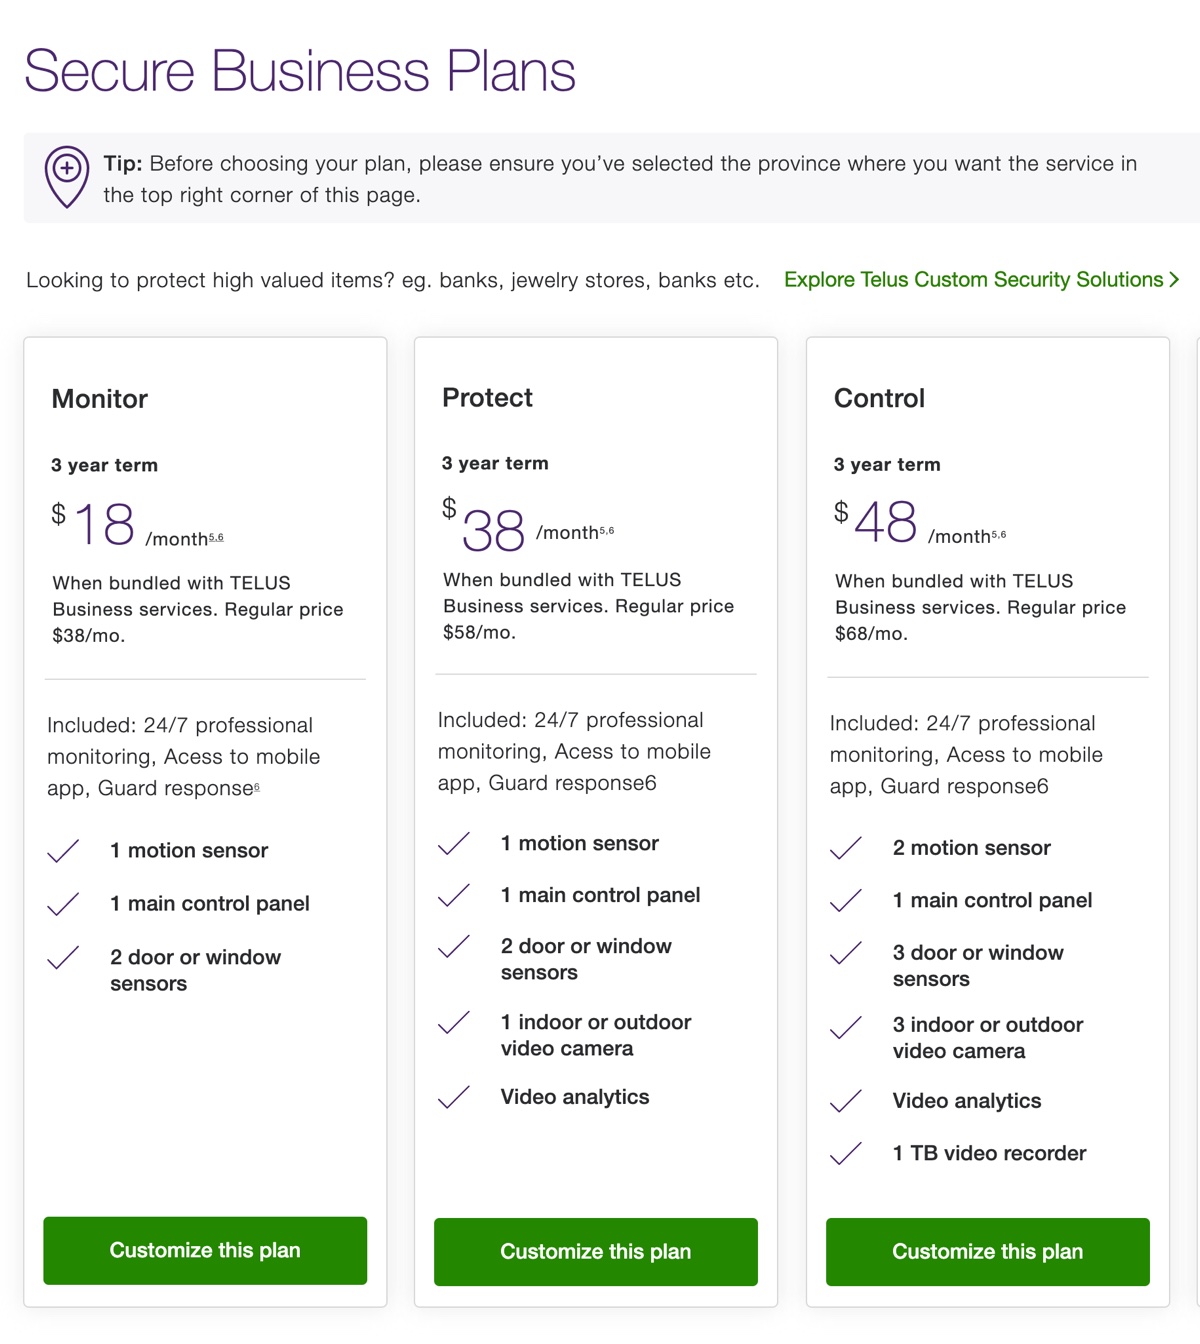 Secure Business Plans
Tip: Before choosing your plan, please ensure you’ve selected the province where you want the service in
the top right corner of this page.
Looking to protect high valued items? eg. banks, jewelry stores, banks etc. Explore Telus Custom Security Solutions >
Monitor
3 year term
$18 /month5,6
When bundled with TELUS
Business services. Regular price
$38/mo.
Included: 24/7 professional
monitoring, Acess to mobile
app, Guard response6
1 motion sensor
1 main control panel
2 door or window
sensors
Customize this plan
Protect
3 year term
$38 /month5,6
When bundled with TELUS
Business services. Regular price
$58/mo.
Included: 24/7 professional
monitoring, Acess to mobile
app, Guard response6
1 motion sensor
1 main control panel
2 door or window
sensors
1 indoor or outdoor
video camera
Video analytics
Customize this plan
Control
3 year term
$48 /month5,6
When bundled with TELUS
Business services. Regular price
$68/mo.
Included: 24/7 professional
monitoring, Acess to mobile
app, Guard response6
2 motion sensor
1 main control panel
3 door or window
sensors
3 indoor or outdoor
video camera
Video analytics
1 TB video recorder
Customize this plan